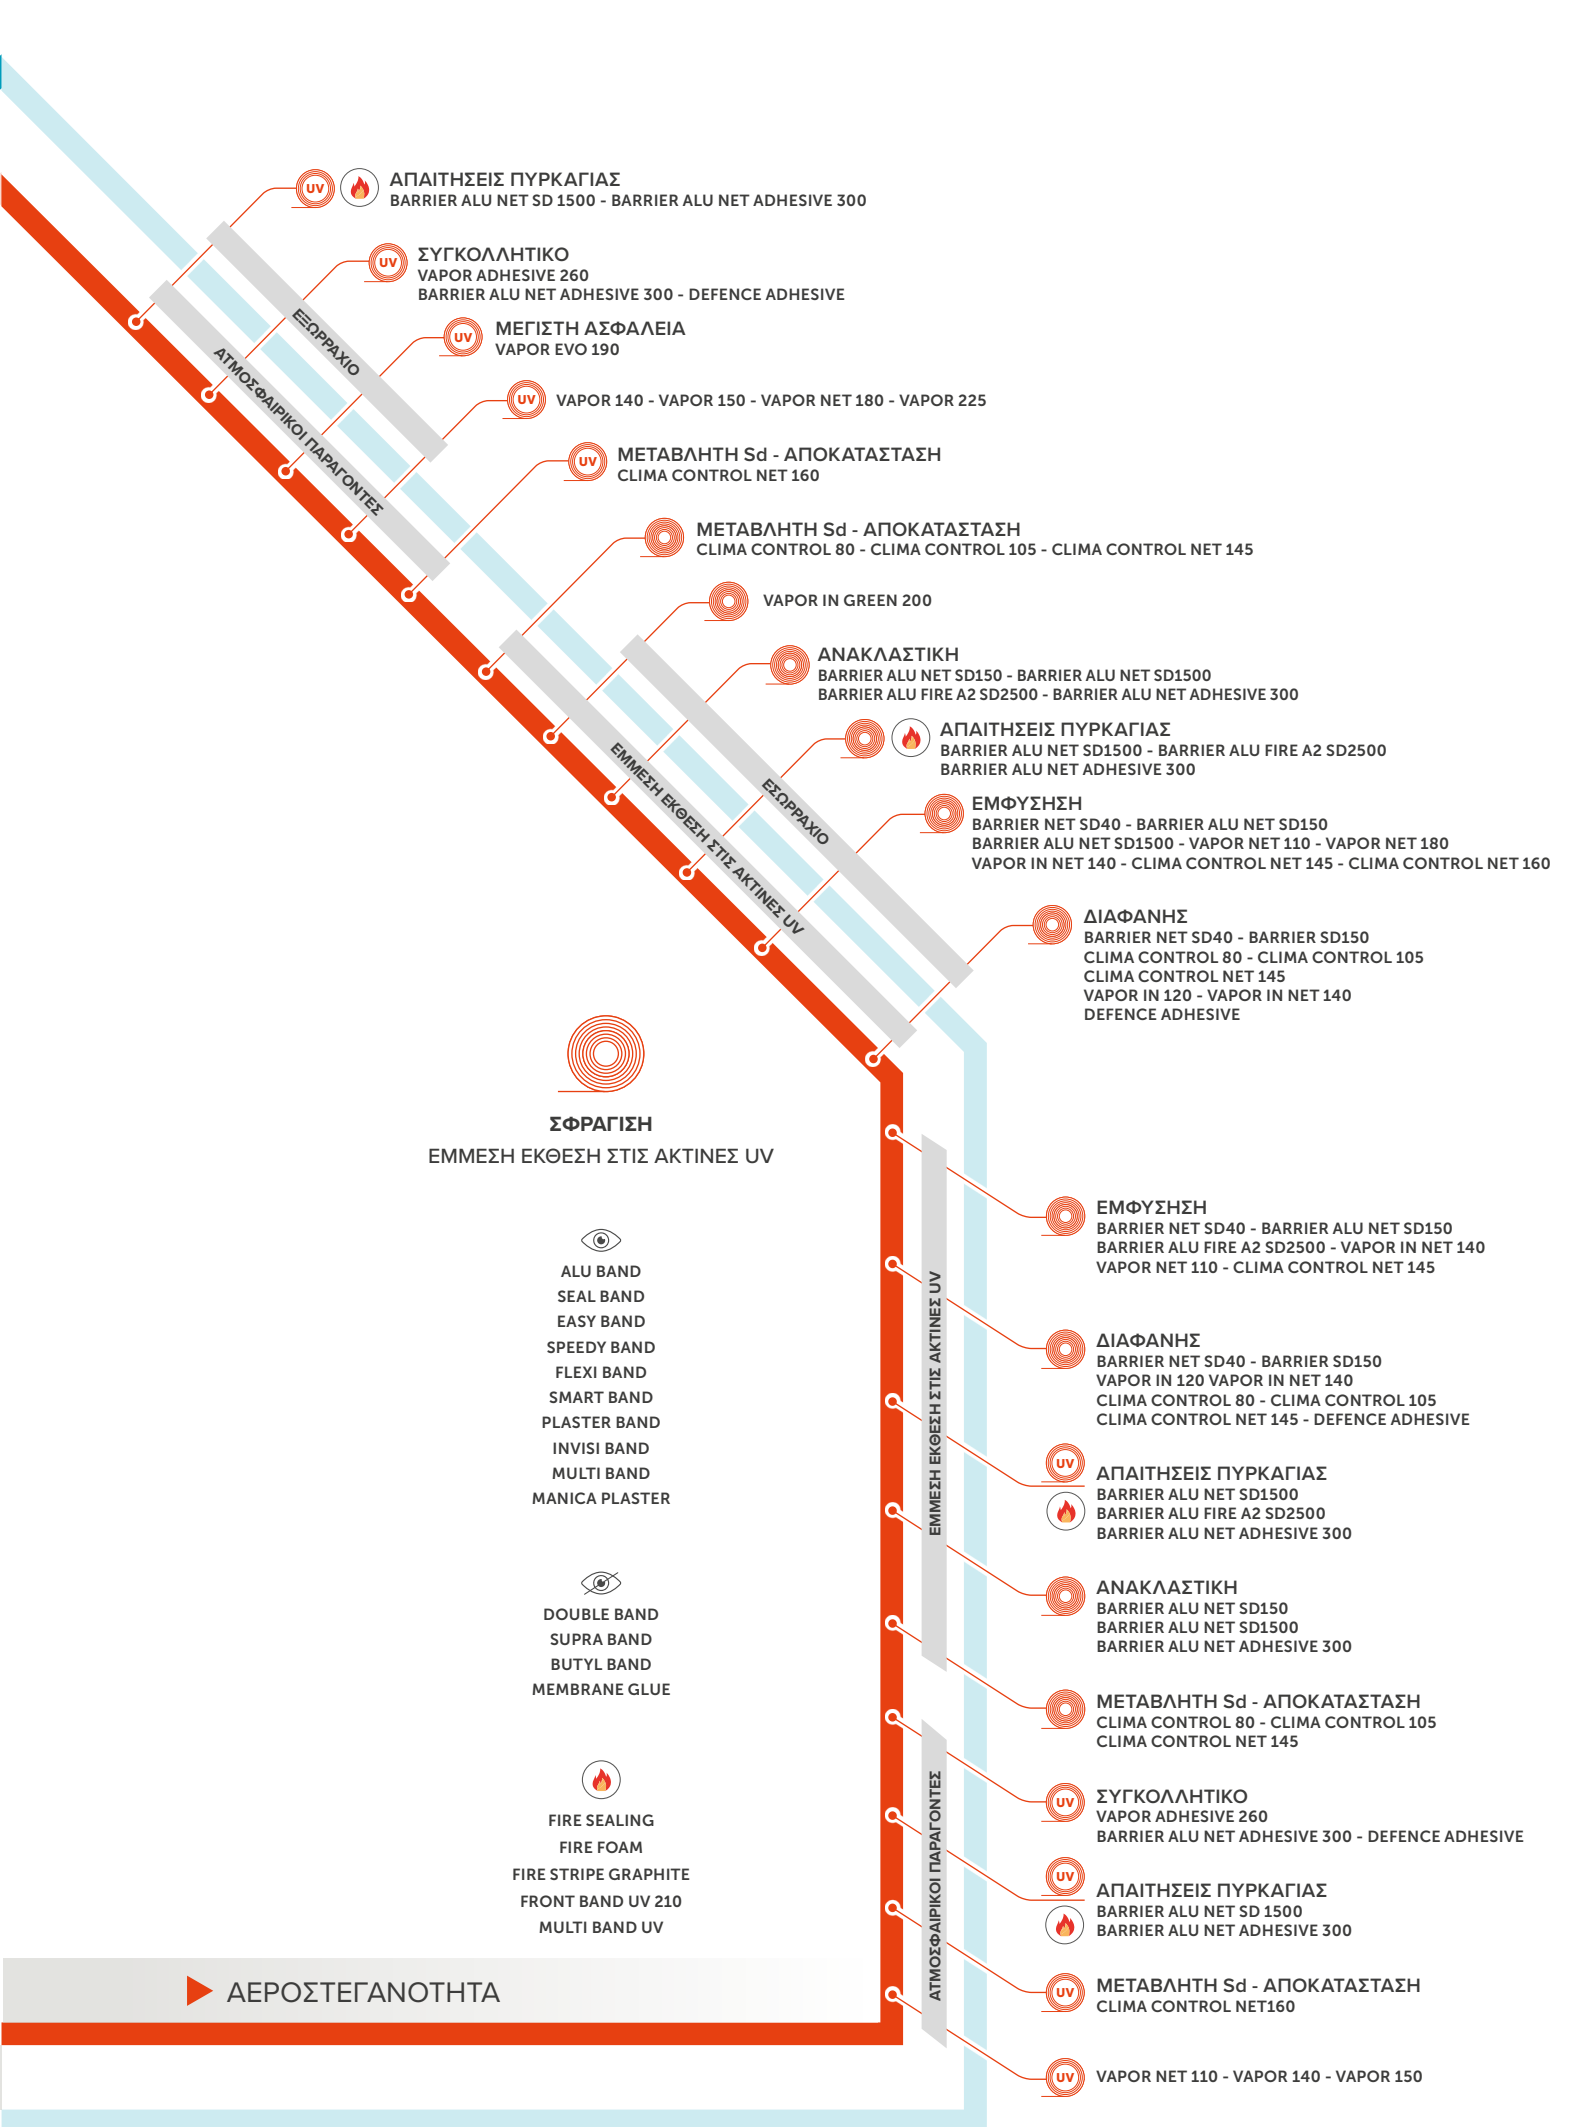 UV
ΑΠΑΙΤΗΣΕΙΣ ΠΥΡΚΑΓΙΑΣ
BARRIER ALU NET SD 1500 - BARRIER ALU NET ADHESIVE 300
UV
ΣΥΓΚΟΛΛΗΤΙΚΟ
VAPOR ADHESIVE 260
BARRIER ALU NET ADHESIVE 300 - DEFENCE ADHESIVE
UV
ΜΕΓΙΣΤΗ ΑΣΦΑΛΕΙΑ
VAPOR EVO 190
UV
VAPOR 140 - VAPOR 150 - VAPOR NET 180 - VAPOR 225
UV
ΜΕΤΑΒΛΗΤΗ Sd - ΑΠΟΚΑΤΑΣΤΑΣΗ
CLIMA CONTROL NET 160
ΕΞΩΡΡΑΧΙΟ
ΑΤΜΟΣΦΑΙΡΙΚΟΙ ΠΑΡΑΓΟΝΤΕΣ
ΜΕΤΑΒΛΗΤΗ Sd - ΑΠΟΚΑΤΑΣΤΑΣΗ
CLIMA CONTROL 80 - CLIMA CONTROL 105 - CLIMA CONTROL NET 145
VAPOR IN GREEN 200
ΑΝΑΚΛΑΣΤΙΚΗ
BARRIER ALU NET SD150 - BARRIER ALU NET SD1500
BARRIER ALU FIRE A2 SD2500 - BARRIER ALU NET ADHESIVE 300
ΑΠΑΙΤΗΣΕΙΣ ΠΥΡΚΑΓΙΑΣ
BARRIER ALU NET SD1500 - BARRIER ALU FIRE A2 SD2500
BARRIER ALU NET ADHESIVE 300
ΕΜΦΥΣΗΣΗ
BARRIER NET SD40 - BARRIER ALU NET SD150
BARRIER ALU NET SD1500 - VAPOR NET 110 - VAPOR NET 180
VAPOR IN NET 140 - CLIMA CONTROL NET 145 - CLIMA CONTROL NET 160
ΔΙΑΦΑΝΗΣ
BARRIER NET SD40 - BARRIER SD150
CLIMA CONTROL 80 - CLIMA CONTROL 105
CLIMA CONTROL NET 145
VAPOR IN 120 - VAPOR IN NET 140
DEFENCE ADHESIVE
ΕΣΩΡΡΑΧΙΟ
ΕΜΜΕΣΗ ΕΚΘΕΣΗ ΣΤΙΣ ΑΚΤΙΝΕΣ UV
ΣΦΡΑΓΙΣΗ
ΕΜΜΕΣΗ ΕΚΘΕΣΗ ΣΤΙΣ ΑΚΤΙΝΕΣ UV
ALU BAND
SEAL BAND
EASY BAND
SPEEDY BAND
FLEXI BAND
SMART BAND
PLASTER BAND
INVISI BAND
MULTI BAND
MANICA PLASTER
DOUBLE BAND
SUPRA BAND
BUTYL BAND
MEMBRANE GLUE
FIRE SEALING
FIRE FOAM
FIRE STRIPE GRAPHITE
FRONT BAND UV 210
MULTI BAND UV
ΕΜΜΕΣΗ ΕΚΘΕΣΗ ΣΤΙΣ ΑΚΤΙΝΕΣ UV
ΕΜΦΥΣΗΣΗ
BARRIER NET SD40 - BARRIER ALU NET SD150
BARRIER ALU FIRE A2 SD2500 - VAPOR IN NET 140
VAPOR NET 110 - CLIMA CONTROL NET 145
ΔΙΑΦΑΝΗΣ
BARRIER NET SD40 - BARRIER SD150
VAPOR IN 120 VAPOR IN NET 140
CLIMA CONTROL 80 - CLIMA CONTROL 105
CLIMA CONTROL NET 145 - DEFENCE ADHESIVE
UV
ΑΠΑΙΤΗΣΕΙΣ ΠΥΡΚΑΓΙΑΣ
BARRIER ALU NET SD1500
BARRIER ALU FIRE A2 SD2500
BARRIER ALU NET ADHESIVE 300
ΑΝΑΚΛΑΣΤΙΚΗ
BARRIER ALU NET SD150
BARRIER ALU NET SD1500
BARRIER ALU NET ADHESIVE 300
ΜΕΤΑΒΛΗΤΗ Sd - ΑΠΟΚΑΤΑΣΤΑΣΗ
CLIMA CONTROL 80 - CLIMA CONTROL 105
CLIMA CONTROL NET 145
ΑΤΜΟΣΦΑΙΡΙΚΟΙ ΠΑΡΑΓΟΝΤΕΣ
UV
ΣΥΓΚΟΛΛΗΤΙΚΟ
VAPOR ADHESIVE 260
BARRIER ALU NET ADHESIVE 300 - DEFENCE ADHESIVE
UV
ΑΠΑΙΤΗΣΕΙΣ ΠΥΡΚΑΓΙΑΣ
BARRIER ALU NET SD 1500
BARRIER ALU NET ADHESIVE 300
UV
ΜΕΤΑΒΛΗΤΗ Sd - ΑΠΟΚΑΤΑΣΤΑΣΗ
CLIMA CONTROL NET160
UV
VAPOR NET 110 - VAPOR 140 - VAPOR 150
ΑΕΡΟΣΤΕΓΑΝΟΤΗΤΑ